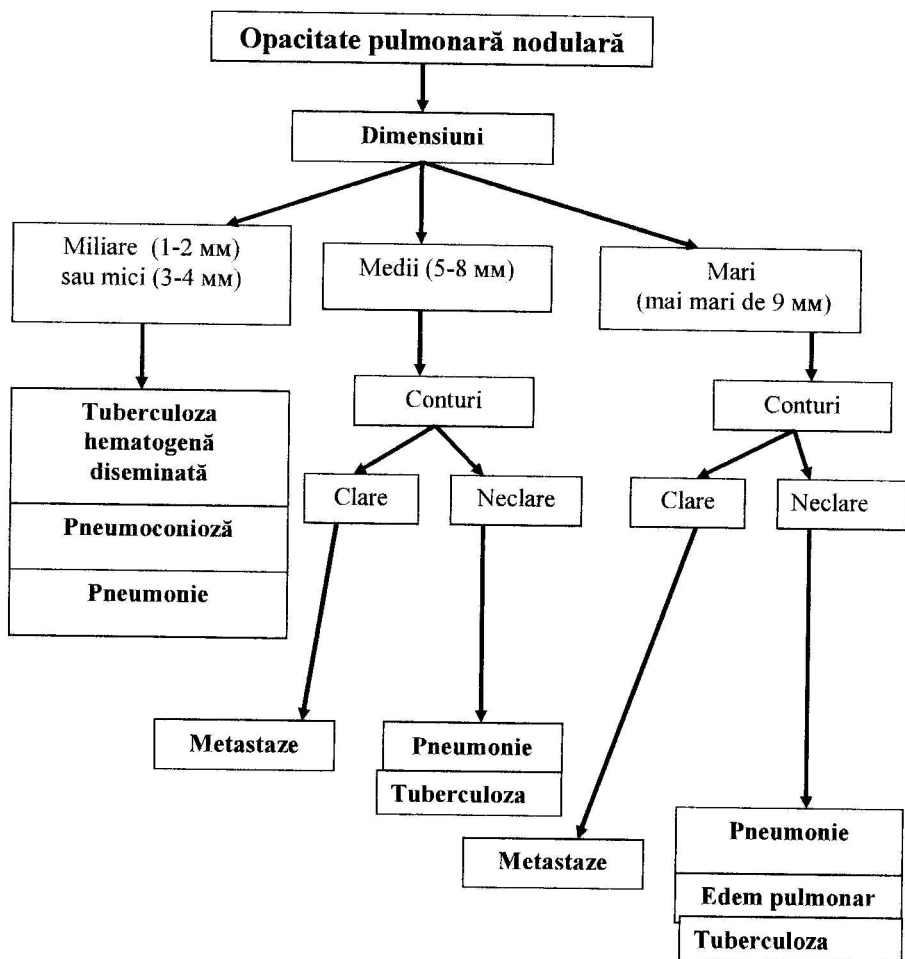 Opacitate pulmonară nodulară
Dimensiuni
Miliare (1-2 мм)
sau mici (3-4 мм)
Medii (5-8 мм)
Mari
(mai mari de 9 мм)
Tuberculoza
hematogenă
diseminată
Pneumoconioză
Pneumonie
Conturi
Clare
Neclare
Conturi
Clare
Neclare
Metastaze
Pneumonie
Tuberculoza
Metastaze
Pneumonie
Edem pulmonar
Tuberculoza